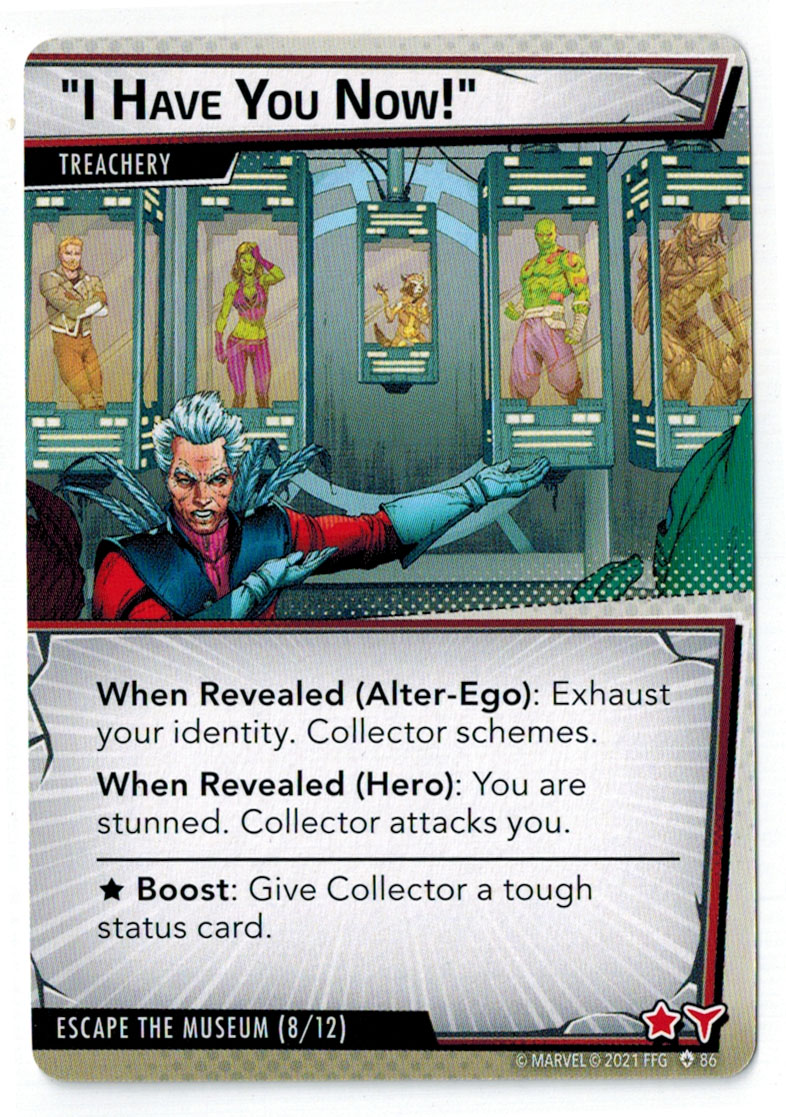 "I HAVE YOU NOW!"
TREACHERY
When Revealed (Alter-Ego): Exhaust
your identity. Collector schemes.
When Revealed (Hero): You are
stunned. Collector attacks you.
★ Boost: Give Collector a tough
status card.
ESCAPE THE MUSEUM (8/12)
© MARVEL © 2021 FFG 86